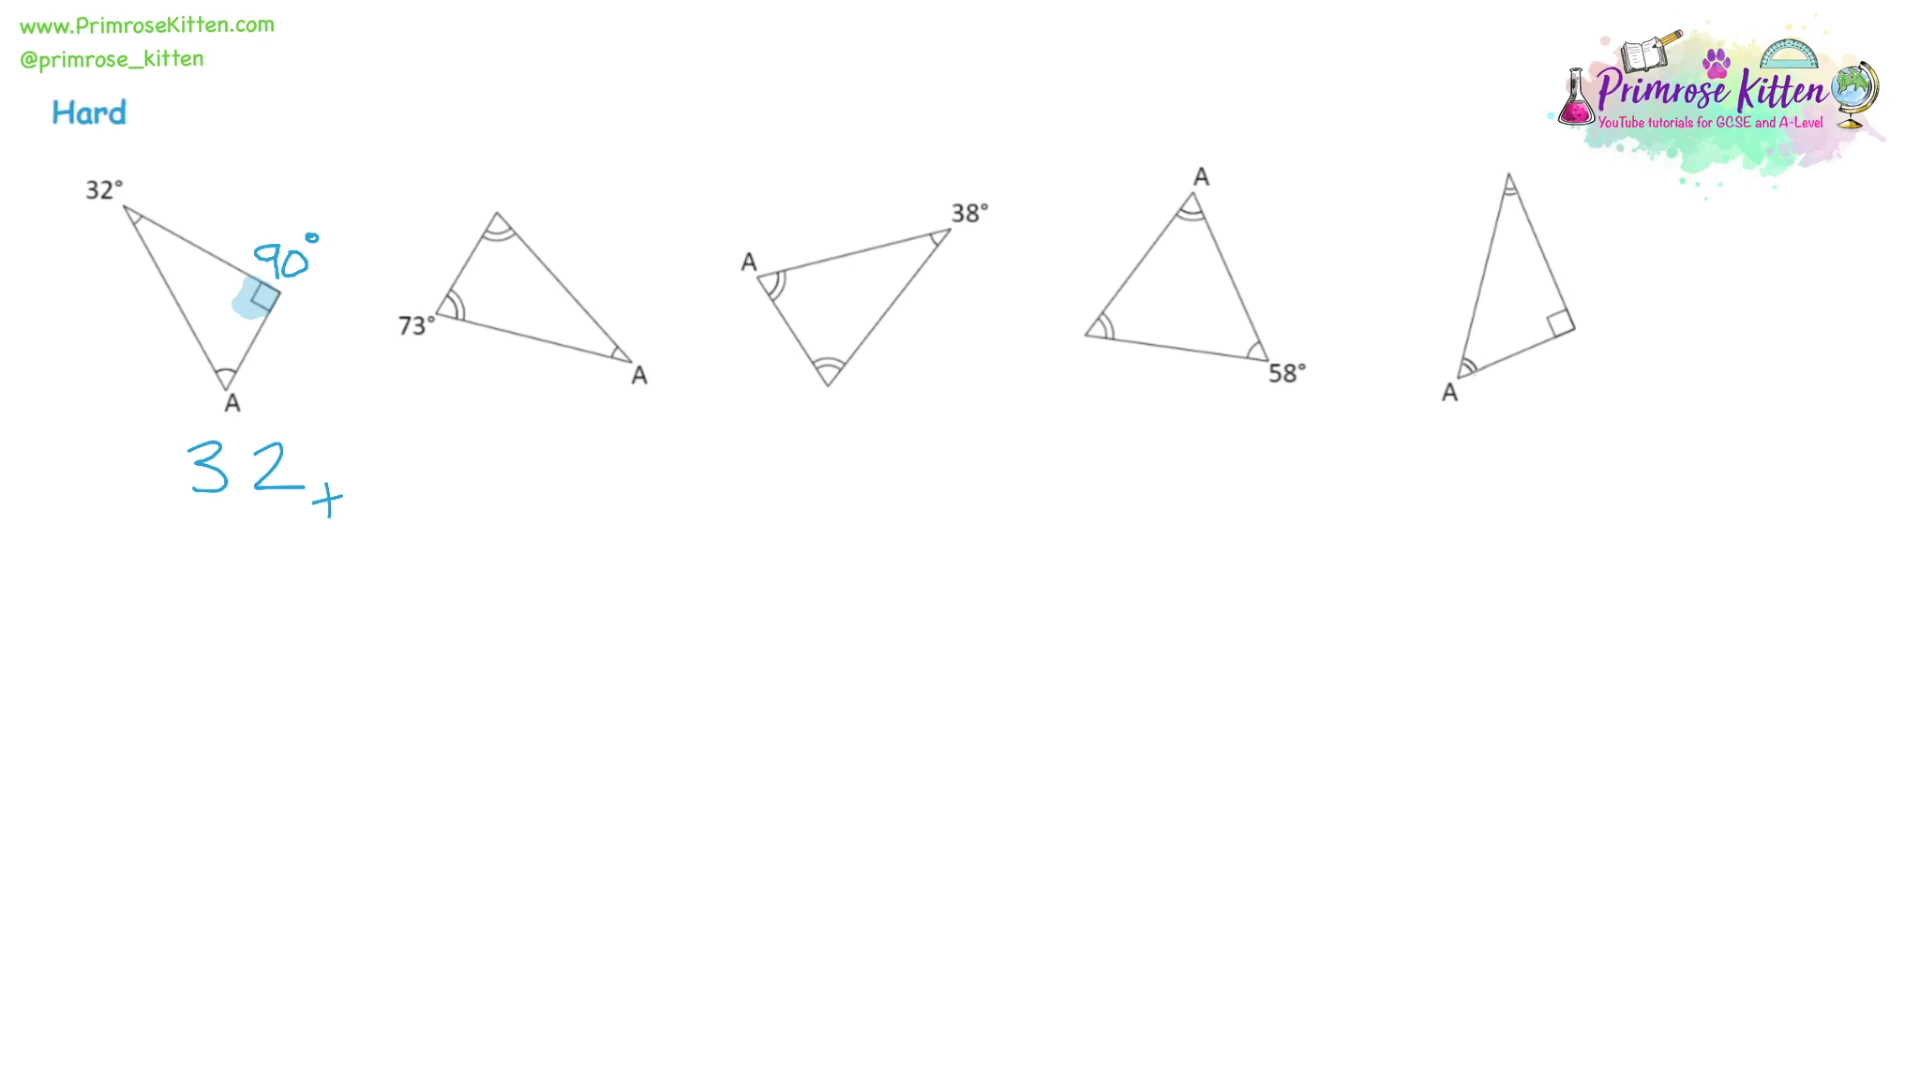 www.PrimroseKitten.com
@primrose_kitten
Primrose Kitten
YouTube tutorials for GCSE and A-Level
Hard
32°
90°
A
32+
73°
A
A
38°
A
58°
A